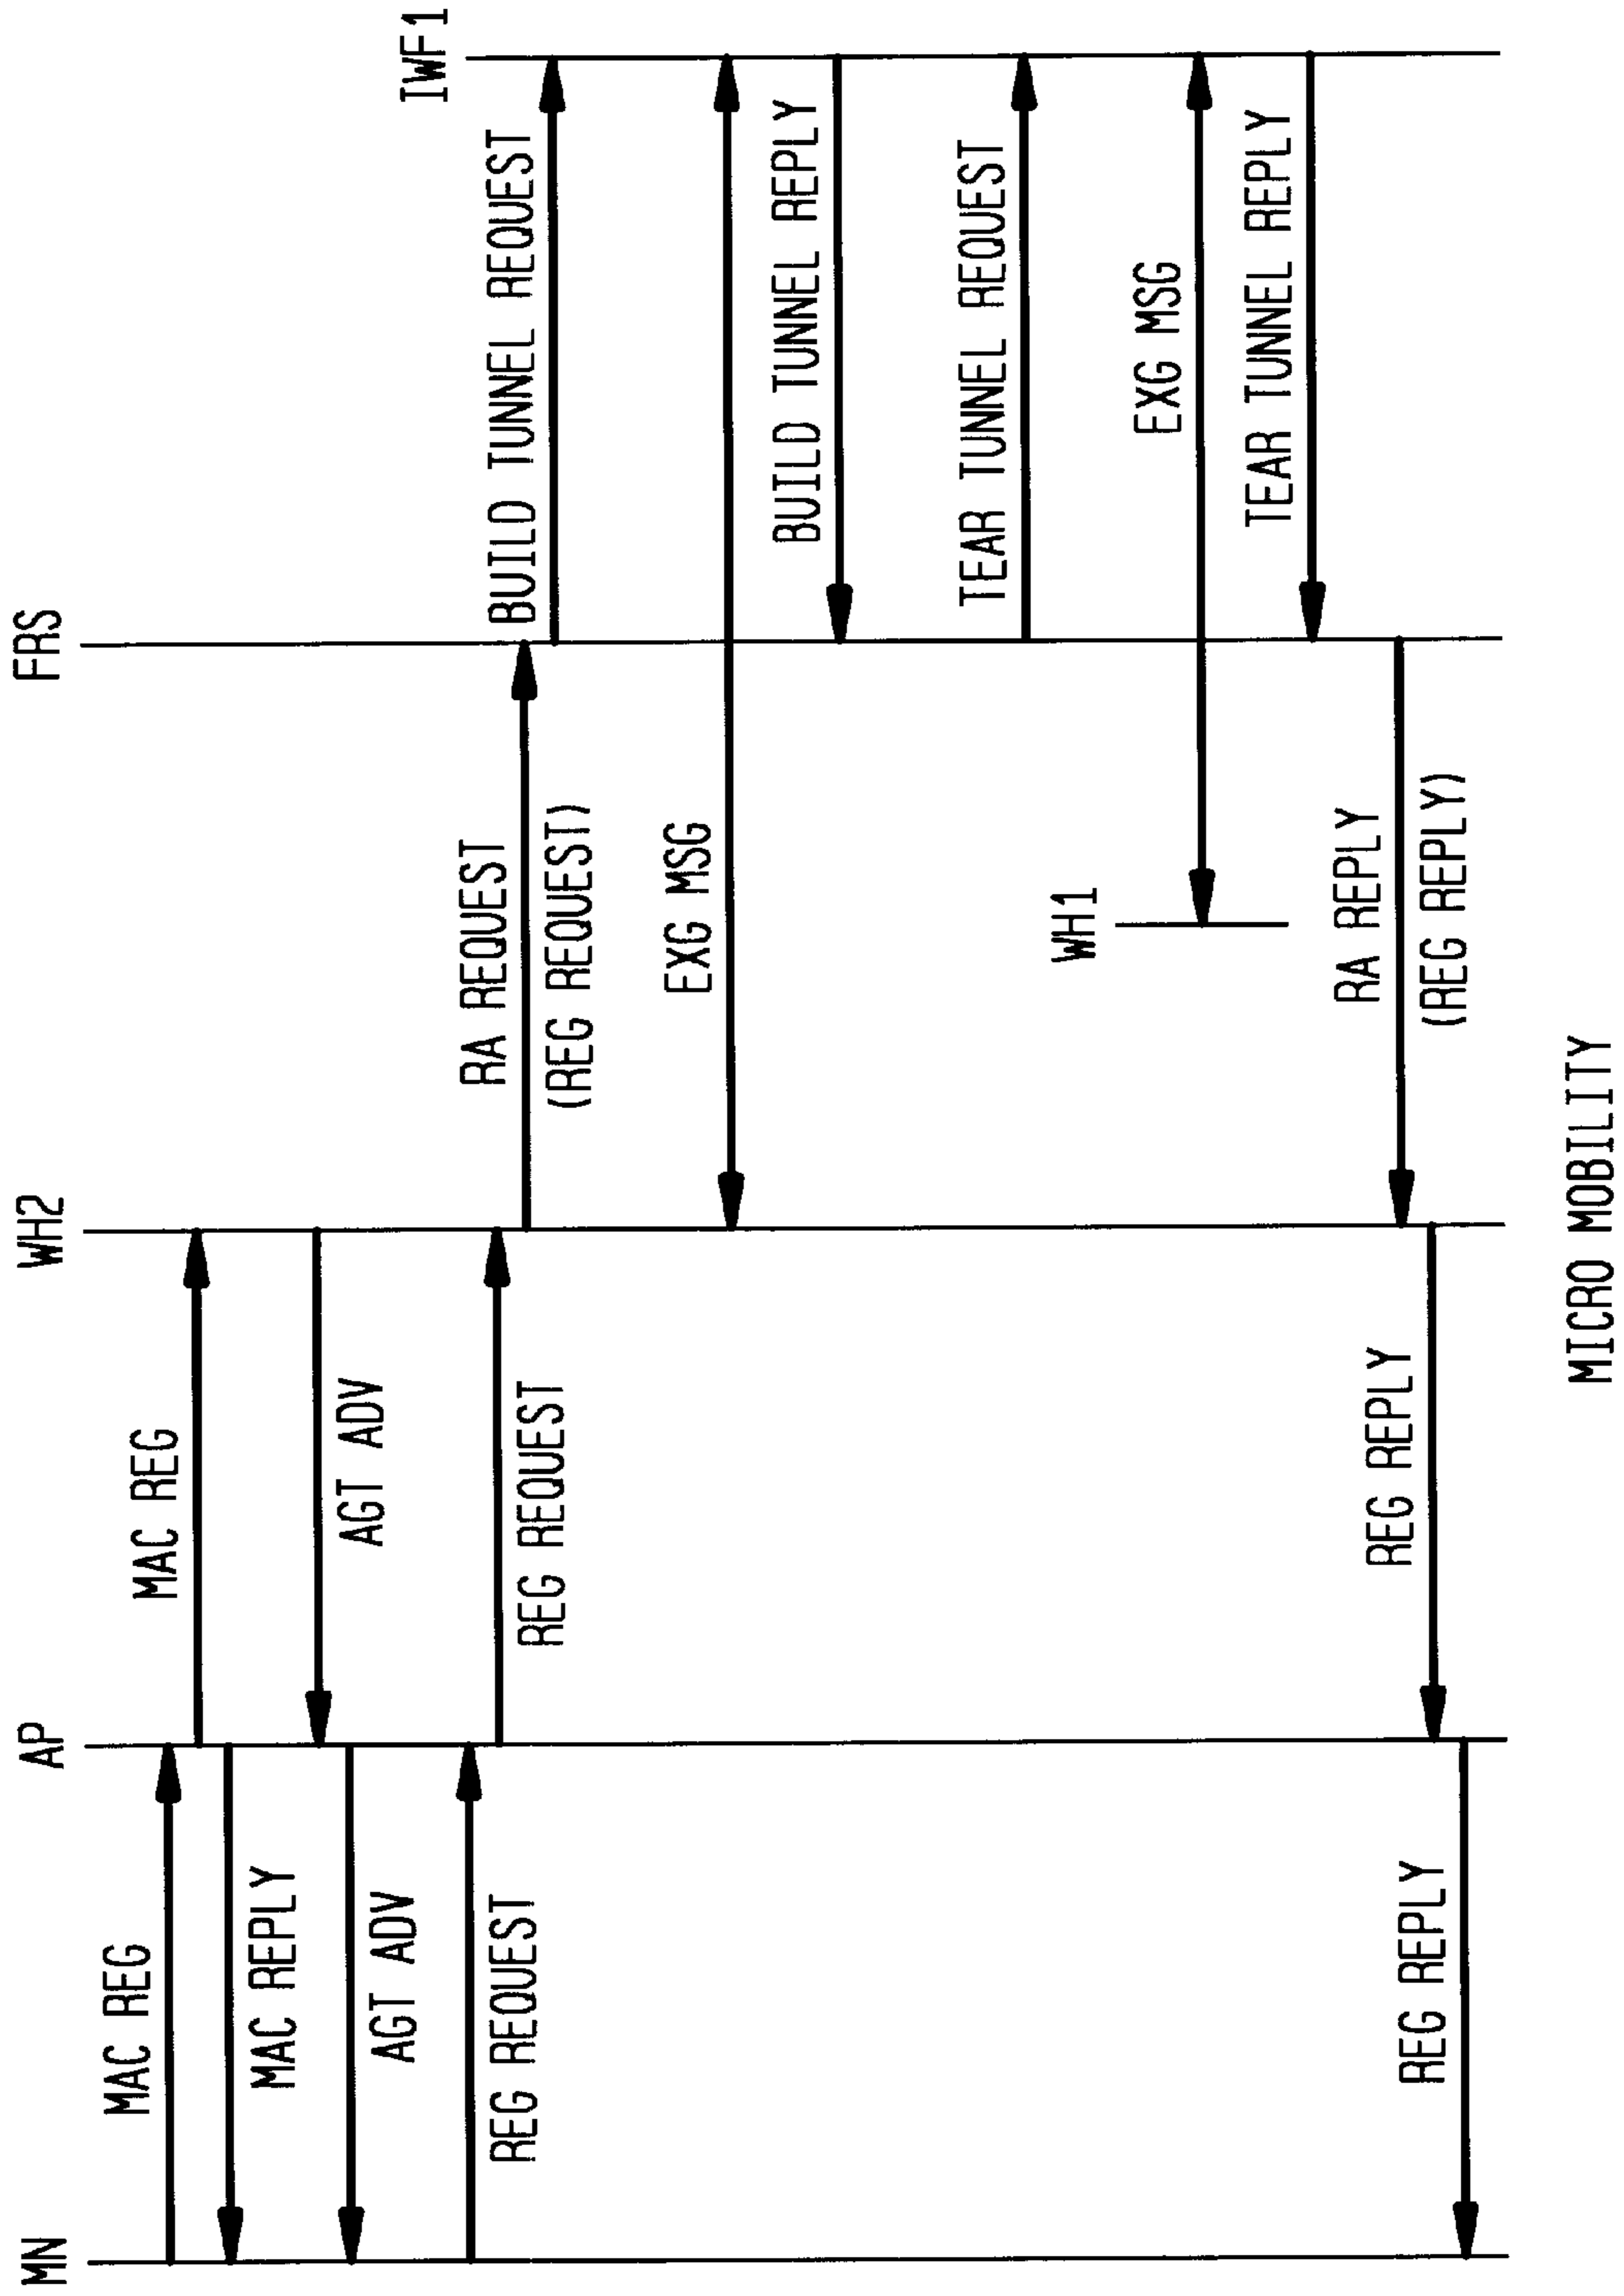 MN
AP
WH2
FRS
IWF1
MAC REG
MAC REG
MAC REPLY
AGT ADV
AGT ADV
REG REQUEST
REG REQUEST
RA REQUEST
(REG REQUEST)
BUILD TUNNEL REQUEST
EXG MSG
BUILD TUNNEL REPLY
TEAR TUNNEL REQUEST
WH1
EXG MSG
TEAR TUNNEL REPLY
RA REPLY
(REG REPLY)
REG REPLY
REG REPLY
MICRO MOBILITY